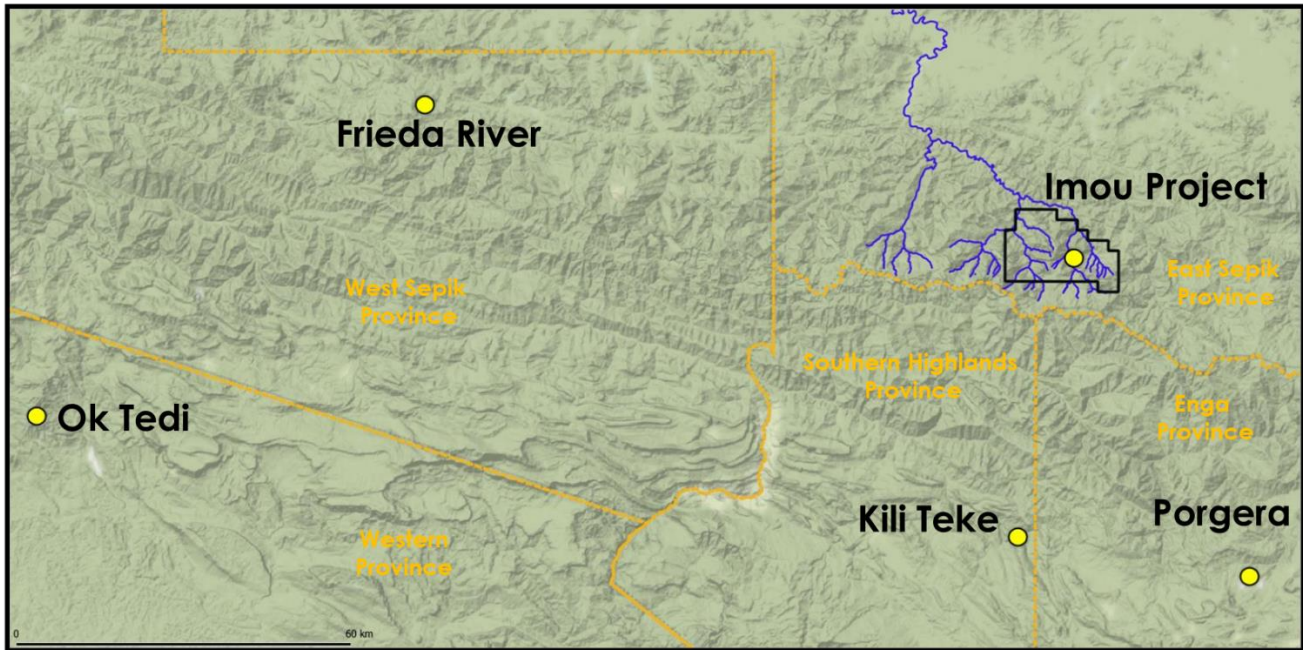 Frieda River
Imou Project
East Sepik
Province
West Sepik
Province
Southern Highlands
Province
Ok Tedi
Enga
Province
Kili Teke
Porgera
Western
Province
0
60 km